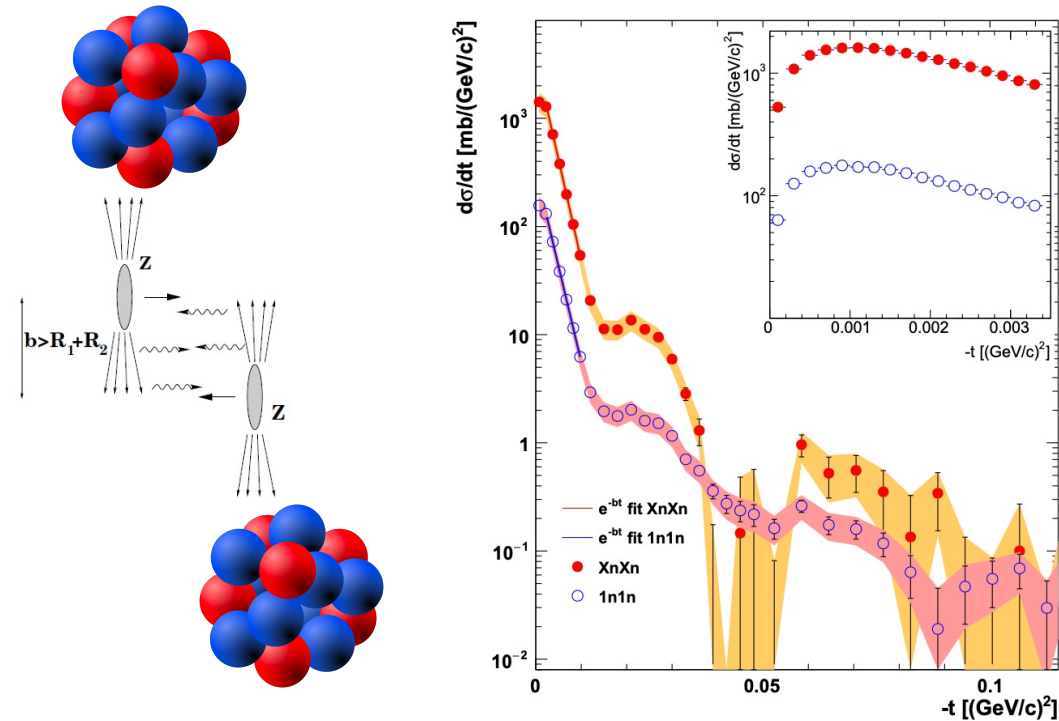 Z
b>R₁+R₂
Z
dσ/dt [mb/(GeV/c)²]
10³
10²
10
1
10⁻¹
10⁻²
0
0.05
0.1
-t [(GeV/c)²]
e⁻ᵇᵗ fit XnXn
e⁻ᵇᵗ fit 1n1n
XnXn
1n1n
dσ/dt [mb/(GeV/c)²]
10³
10²
0
0.001
0.002
0.003
-t [(GeV/c)²]